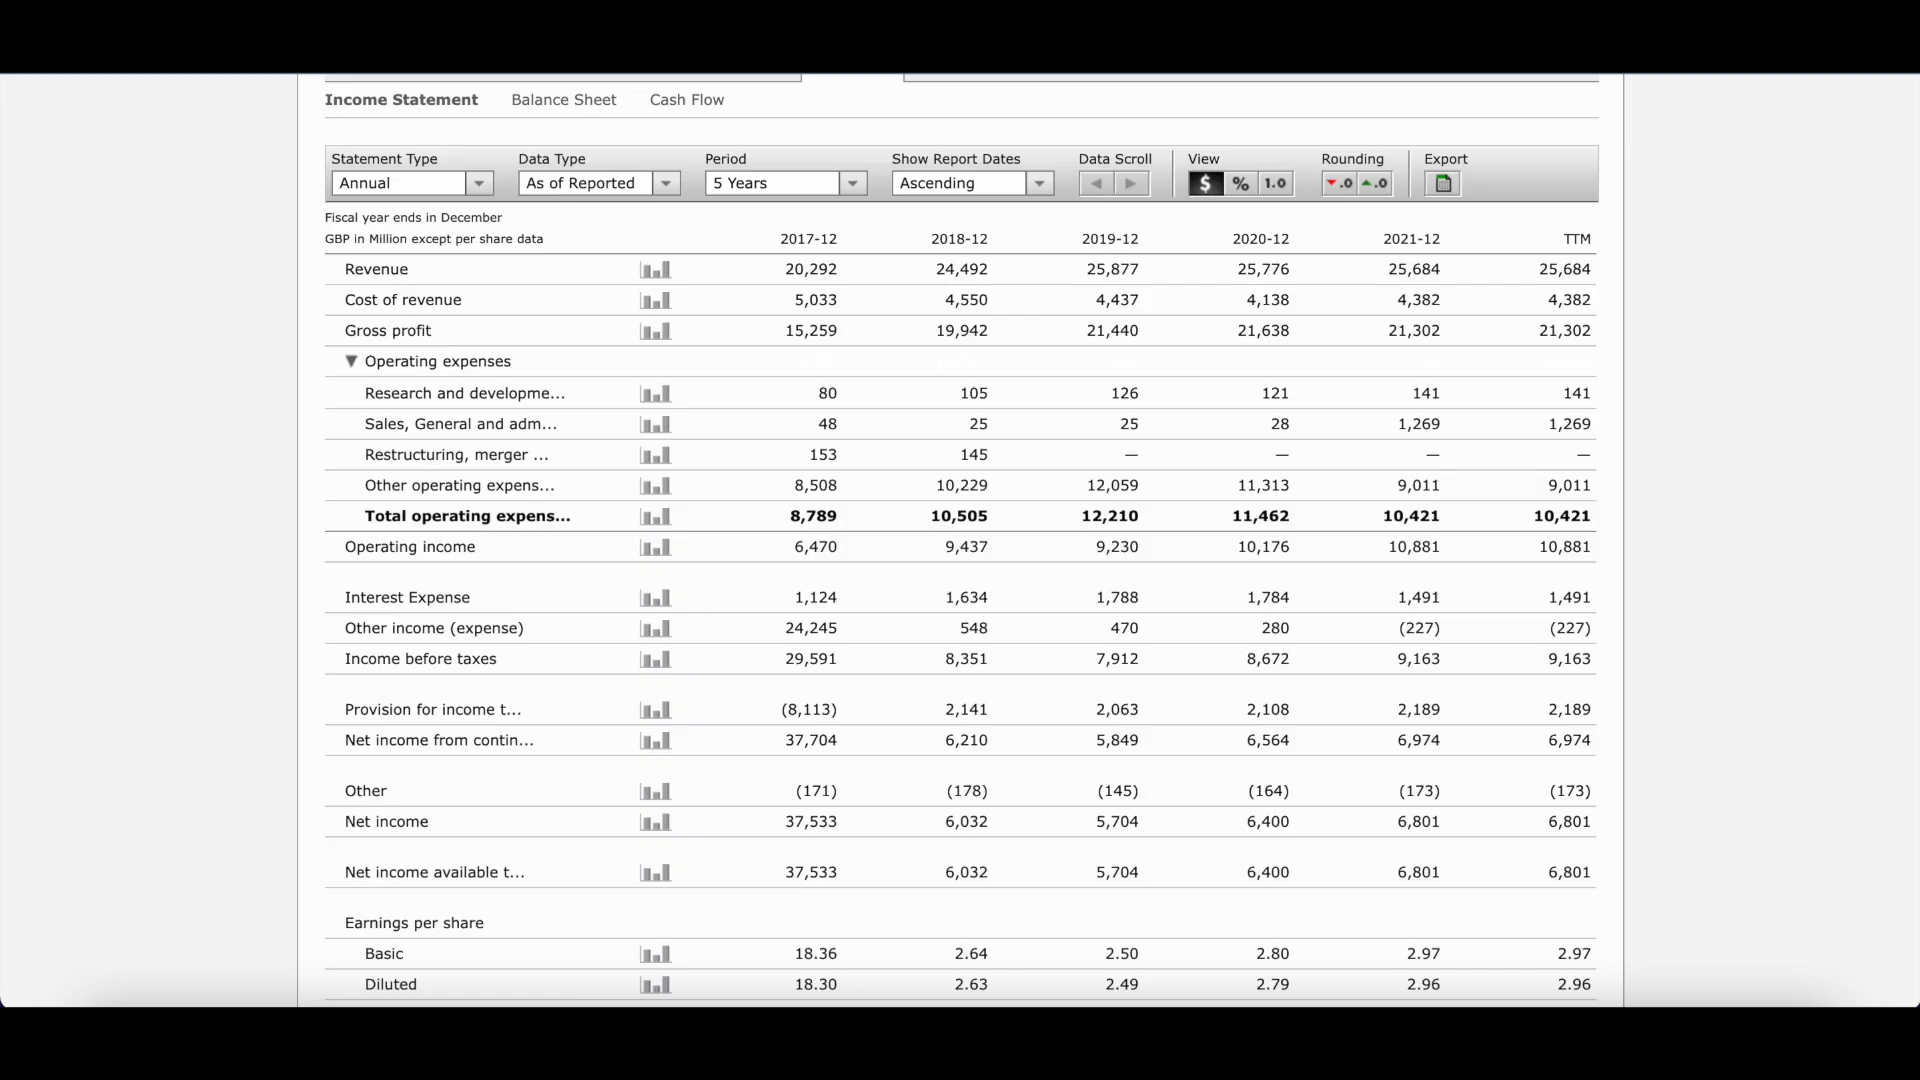 Income Statement Balance Sheet Cash Flow
Statement Type Data Type Period Show Report Dates Data Scroll View Rounding Export
Annual As of Reported 5 Years Ascending $ % 1.0 .0 .0
Fiscal year ends in December
GBP in Million except per share data 2017-12 2018-12 2019-12 2020-12 2021-12 TTM
Revenue 20,292 24,492 25,877 25,776 25,684 25,684
Cost of revenue 5,033 4,550 4,437 4,138 4,382 4,382
Gross profit 15,259 19,942 21,440 21,638 21,302 21,302
▼ Operating expenses
Research and developme... 80 105 126 121 141 141
Sales, General and adm... 48 25 25 28 1,269 1,269
Restructuring, merger ... 153 145 — — — —
Other operating expens... 8,508 10,229 12,059 11,313 9,011 9,011
Total operating expens... 8,789 10,505 12,210 11,462 10,421 10,421
Operating income 6,470 9,437 9,230 10,176 10,881 10,881
Interest Expense 1,124 1,634 1,788 1,784 1,491 1,491
Other income (expense) 24,245 548 470 280 (227) (227)
Income before taxes 29,591 8,351 7,912 8,672 9,163 9,163
Provision for income t... (8,113) 2,141 2,063 2,108 2,189 2,189
Net income from contin... 37,704 6,210 5,849 6,564 6,974 6,974
Other (171) (178) (145) (164) (173) (173)
Net income 37,533 6,032 5,704 6,400 6,801 6,801
Net income available t... 37,533 6,032 5,704 6,400 6,801 6,801
Earnings per share
Basic 18.36 2.64 2.50 2.80 2.97 2.97
Diluted 18.30 2.63 2.49 2.79 2.96 2.96